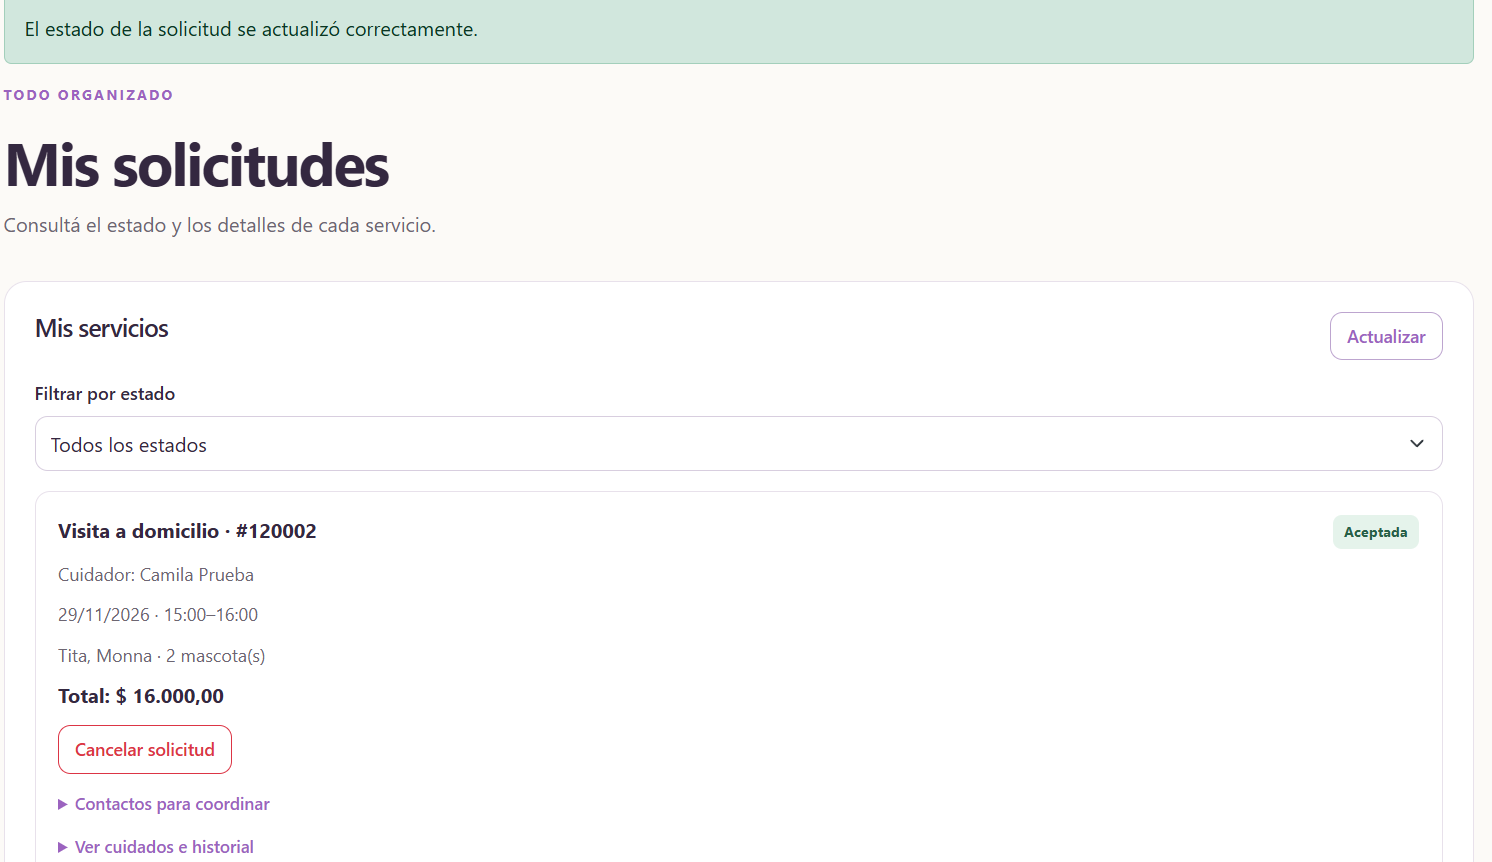 El estado de la solicitud se actualizó correctamente.
TODO ORGANIZADO
Mis solicitudes
Consultá el estado y los detalles de cada servicio.
Mis servicios
Actualizar
Filtrar por estado
Todos los estados
Visita a domicilio · #120002
Aceptada
Cuidador: Camila Prueba
29/11/2026 · 15:00–16:00
Tita, Monna · 2 mascota(s)
Total: $ 16.000,00
Cancelar solicitud
Contactos para coordinar
Ver cuidados e historial